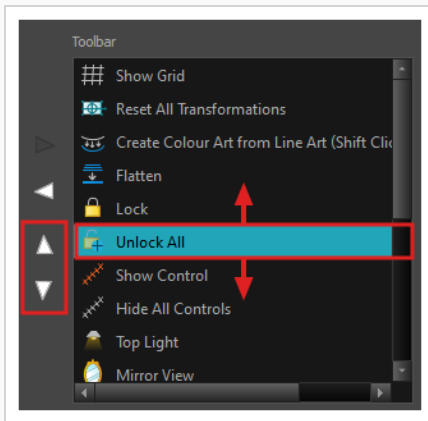 Toolbar
Show Grid
Reset All Transformations
Create Colour Art from Line Art (Shift Clic
Flatten
Lock
Unlock All
Show Control
Hide All Controls
Top Light
Mirror View